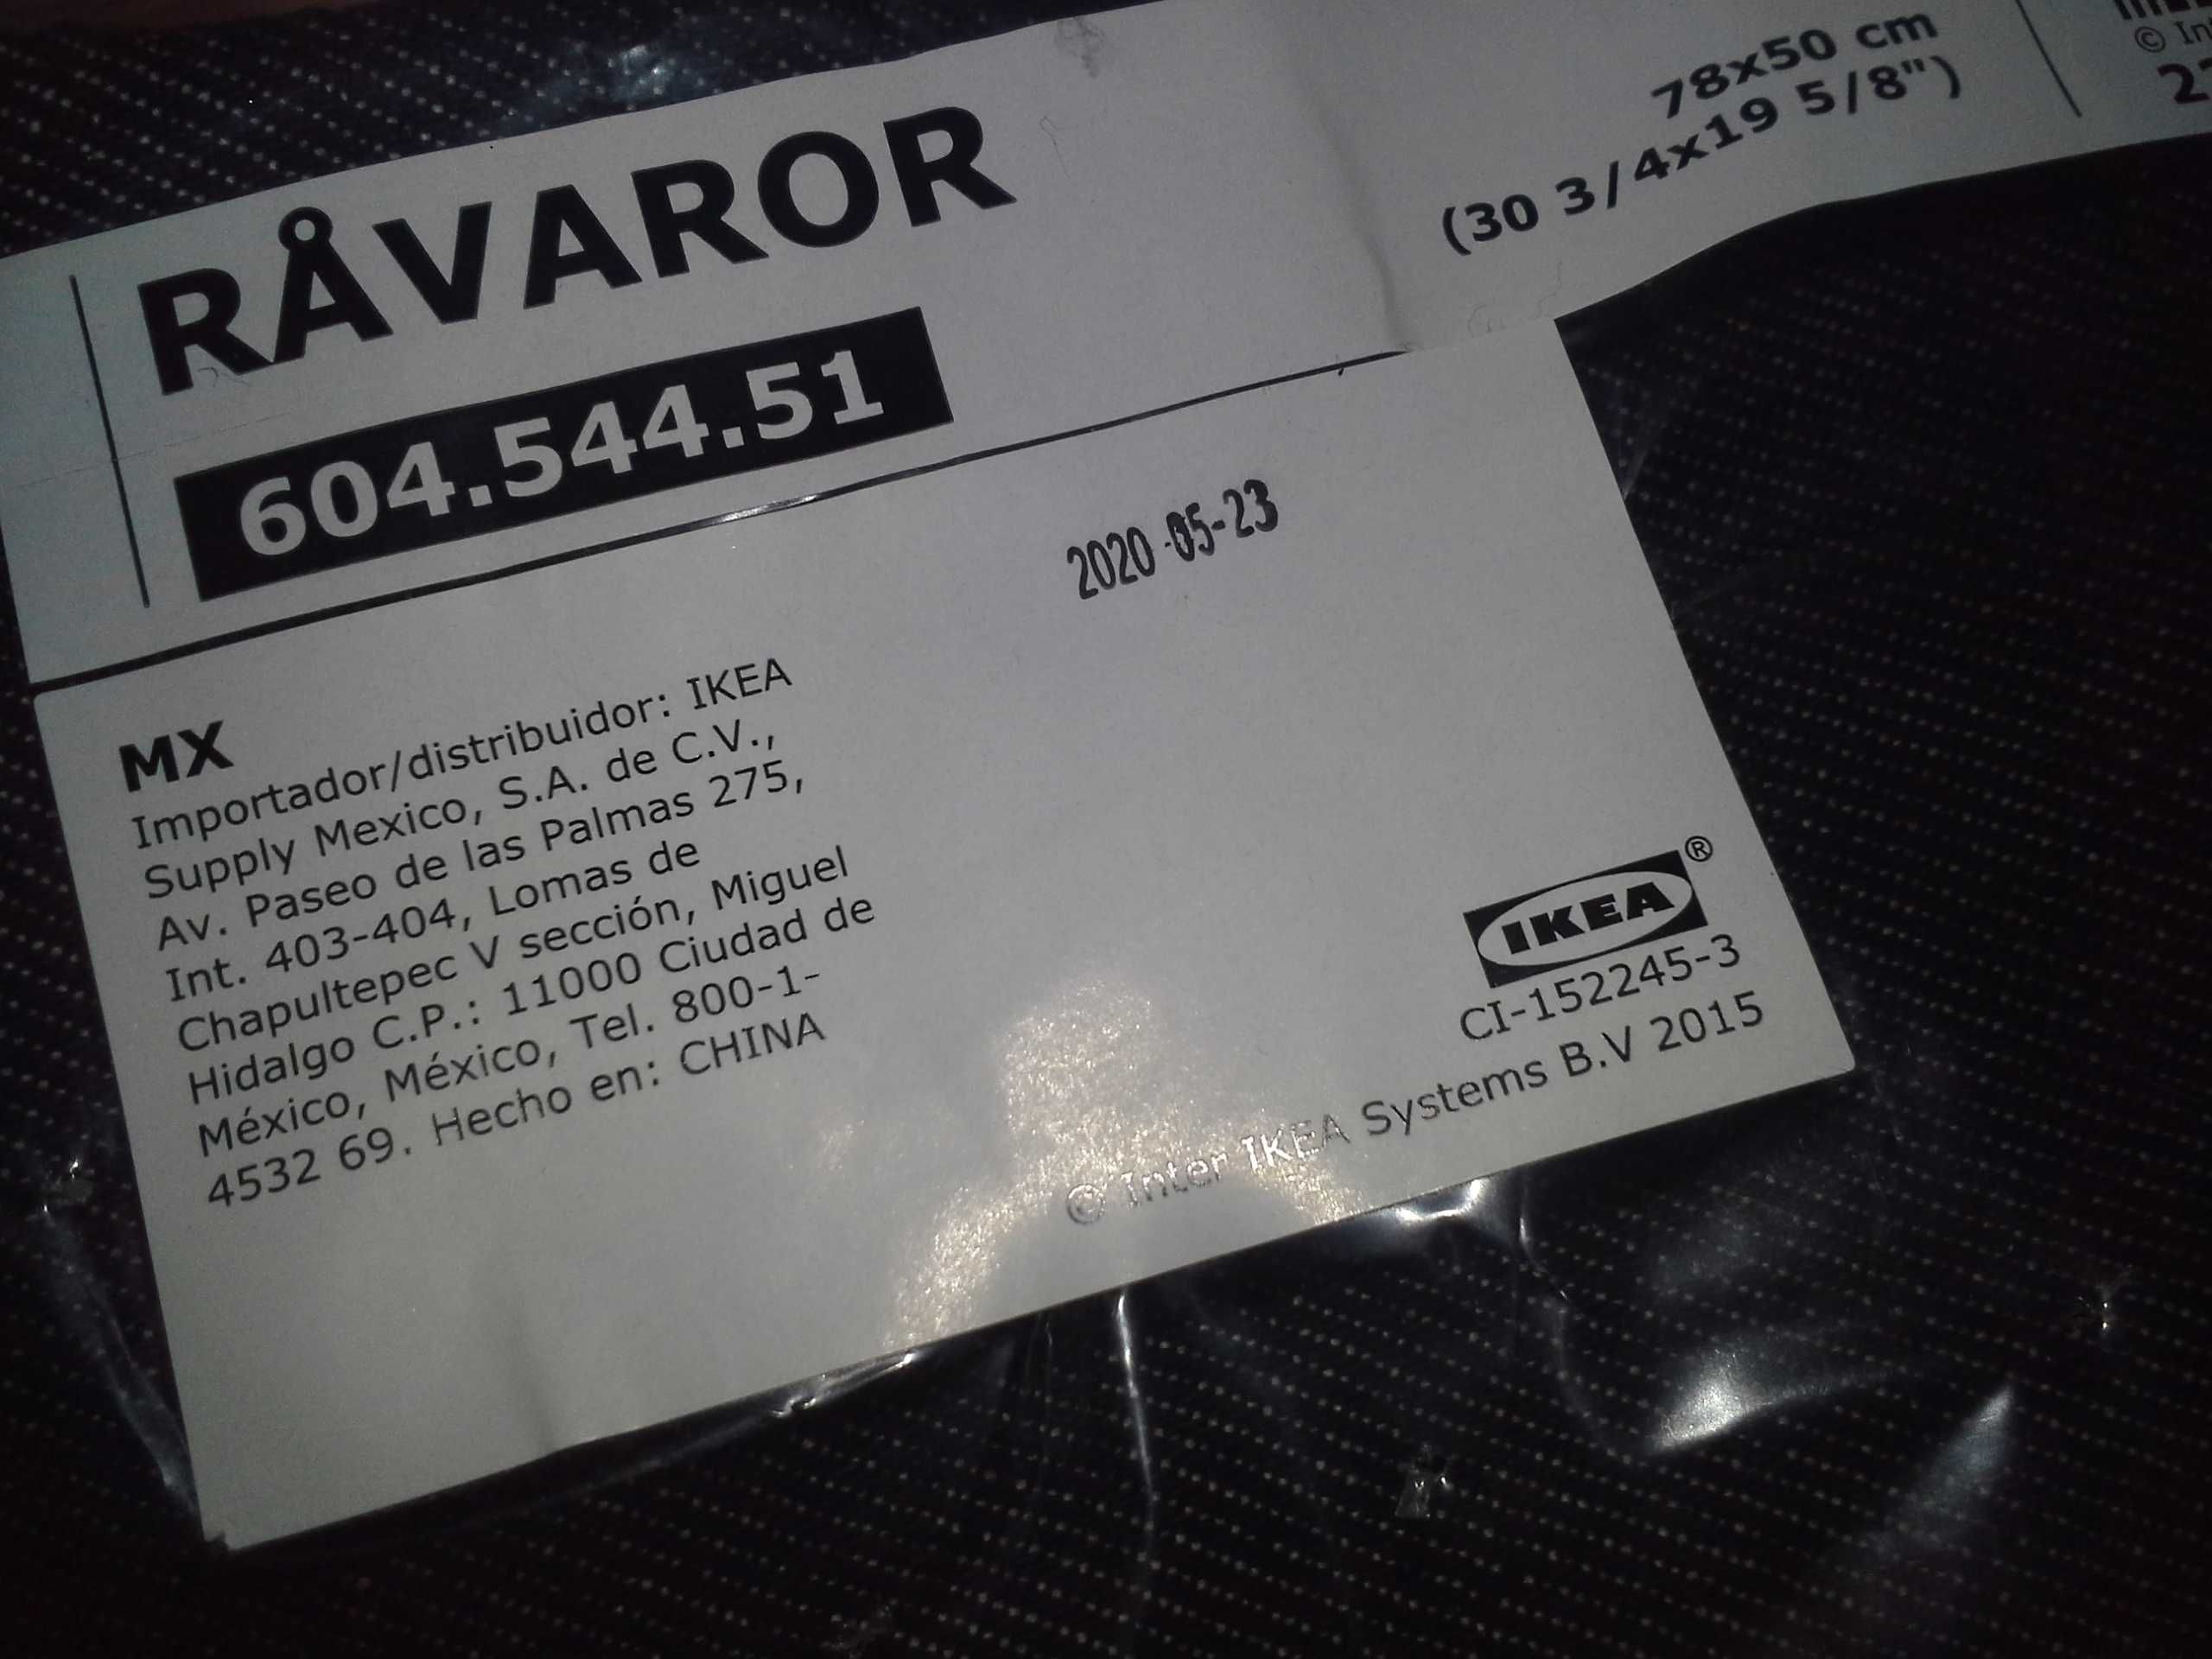 RÅVAROR
78x50 cm
(30 3/4x19 5/8")
604.544.51
2020-05-23
MX
Importador/distribuidor: IKEA
Supply Mexico, S.A. de C.V.,
Av. Paseo de las Palmas 275,
Int. 403-404, Lomas de
Chapultepec V sección, Miguel
Hidalgo C.P.: 11000 Ciudad de
México, México, Tel. 800-1-
4532 69. Hecho en: CHINA
IKEA®
CI-152245-3
© Inter IKEA Systems B.V 2015